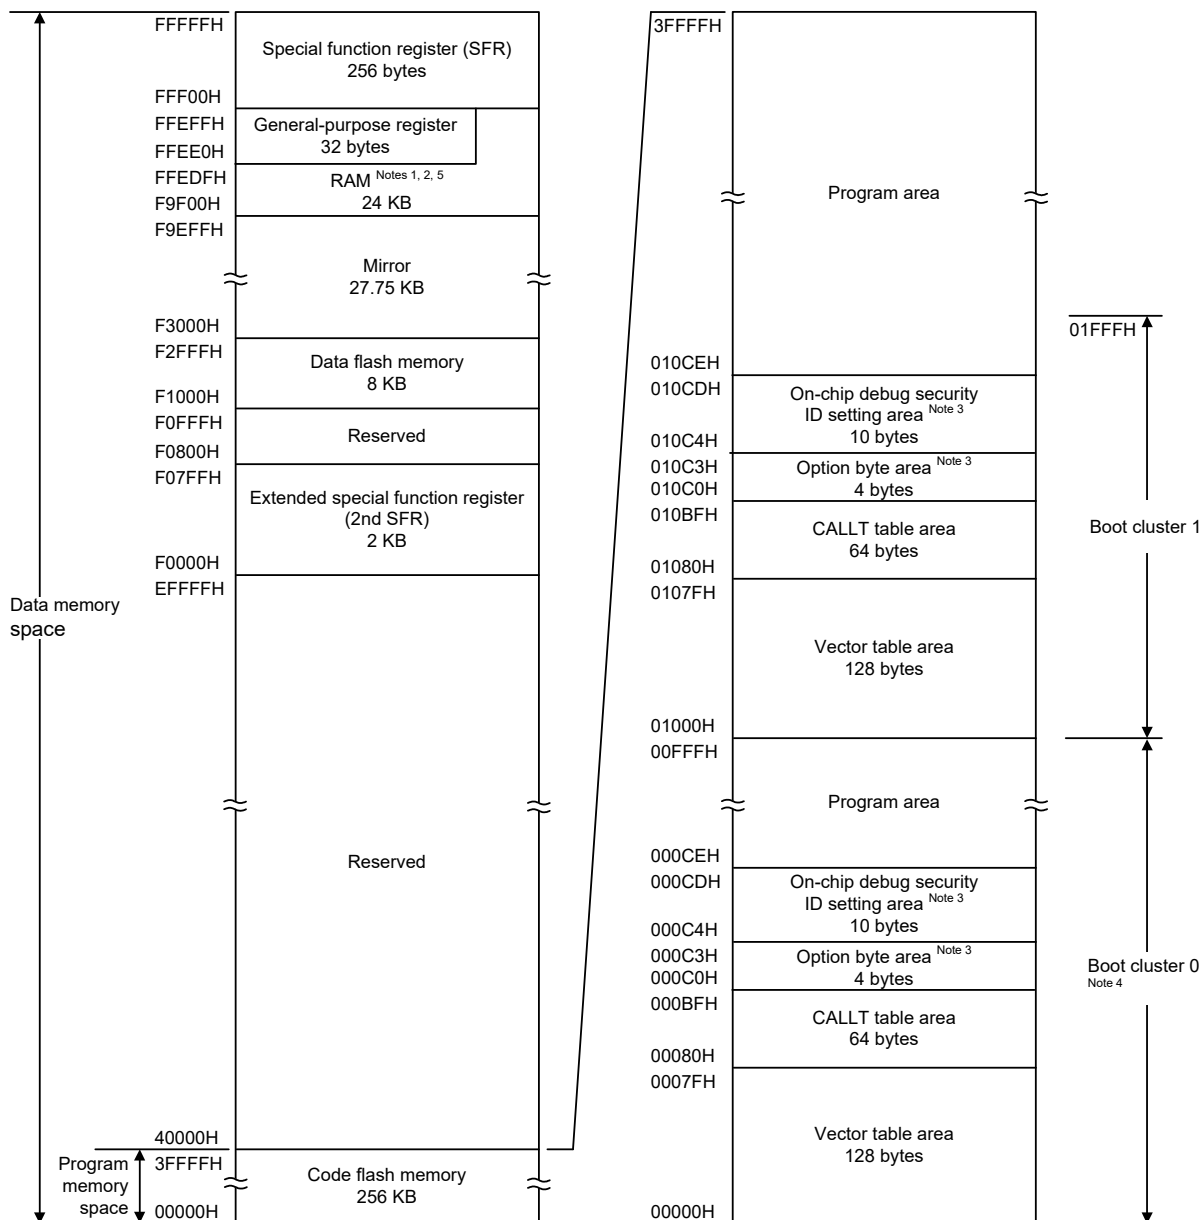 FFFFFH
Special function register (SFR)
256 bytes
FFF00H
FFEFFH
General-purpose register
32 bytes
FFEE0H
FFEDFH
RAM Notes 1, 2, 5
24 KB
F9F00H
F9EFFH
Mirror
27.75 KB
F3000H
F2FFFH
Data flash memory
8 KB
F1000H
F0FFFH
Reserved
F0800H
F07FFH
Extended special function register
(2nd SFR)
2 KB
F0000H
EFFFFH
Data memory
space
Reserved
40000H
3FFFFH
Program
memory
space
Code flash memory
256 KB
00000H
3FFFFH
Program area
01FFFH
010CEH
010CDH
On-chip debug security
ID setting area Note 3
10 bytes
010C4H
010C3H
Option byte area Note 3
4 bytes
010C0H
010BFH
CALLT table area
64 bytes
Boot cluster 1
01080H
0107FH
Vector table area
128 bytes
01000H
00FFFH
Program area
000CEH
000CDH
On-chip debug security
ID setting area Note 3
10 bytes
000C4H
000C3H
Option byte area Note 3
4 bytes
000C0H
Boot cluster 0
Note 4
000BFH
CALLT table area
64 bytes
00080H
0007FH
Vector table area
128 bytes
00000H